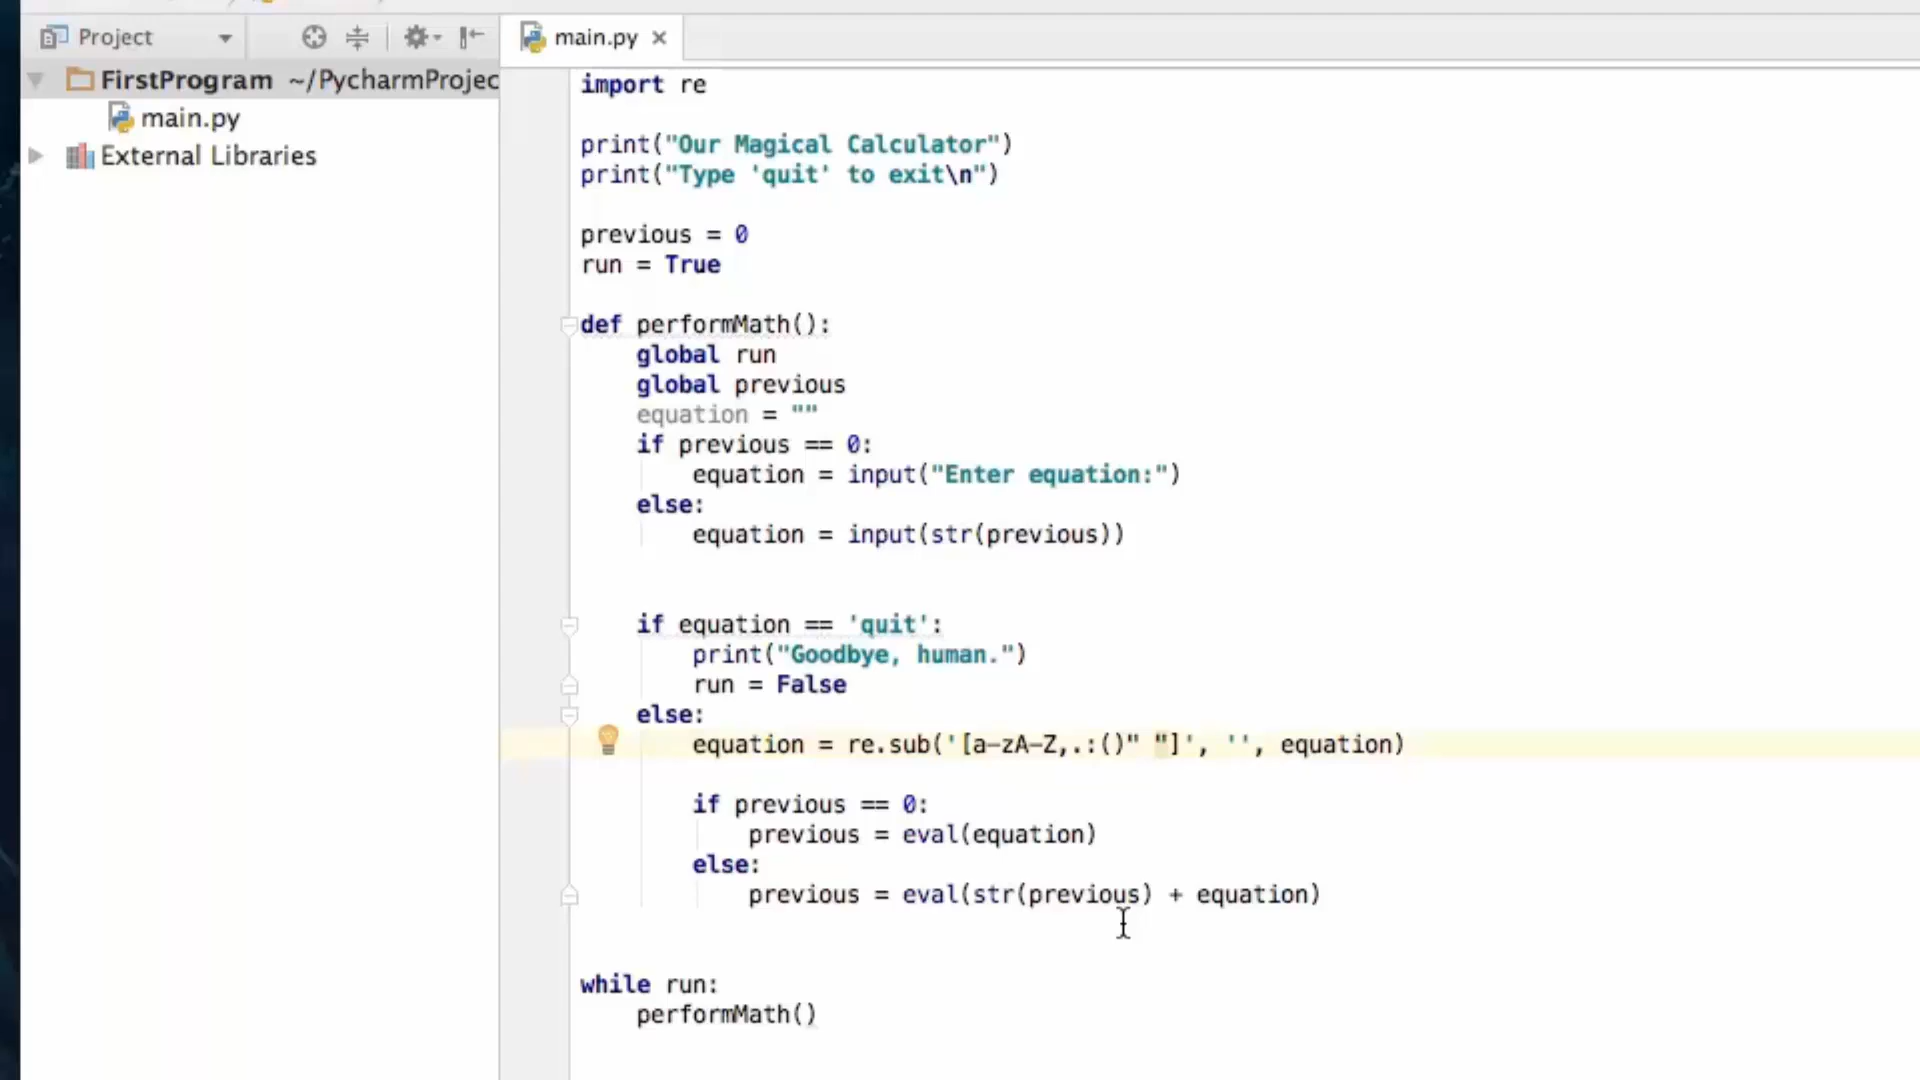 Project
main.py
FirstProgram ~/PycharmProjec
main.py
External Libraries
import re
print("Our Magical Calculator")
print("Type 'quit' to exit\n")
previous = 0
run = True
def performMath():
    global run
    global previous
    equation = ""
    if previous == 0:
        equation = input("Enter equation:")
    else:
        equation = input(str(previous))
    if equation == 'quit':
        print("Goodbye, human.")
        run = False
    else:
        equation = re.sub('[a-zA-Z,.:()" "]', '', equation)
        if previous == 0:
            previous = eval(equation)
        else:
            previous = eval(str(previous) + equation)
while run:
    performMath()